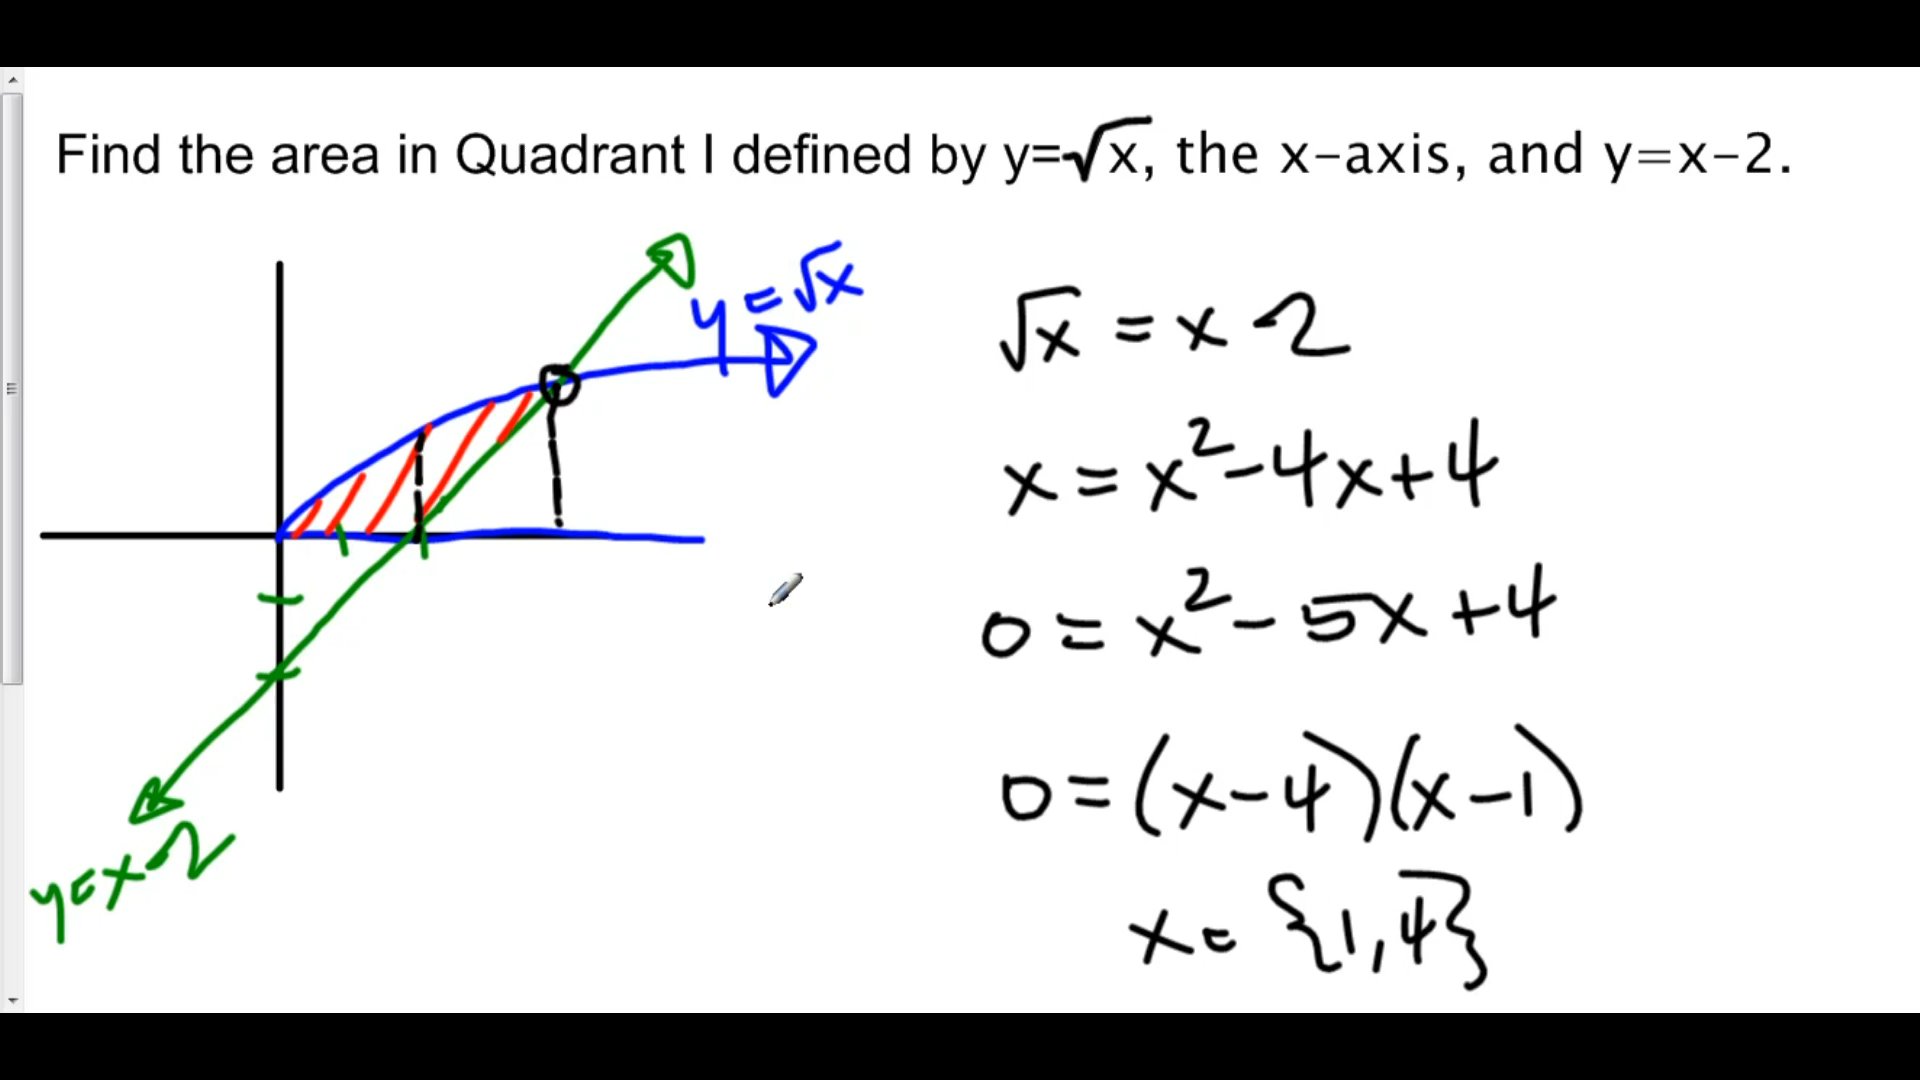 Find the area in Quadrant I defined by y=√x, the x-axis, and y=x-2.
y=√x
y=x-2
√x = x 2
x = x²-4x+4
0 = x²-5x+4
0 = (x-4)(x-1)
x= {1,4}